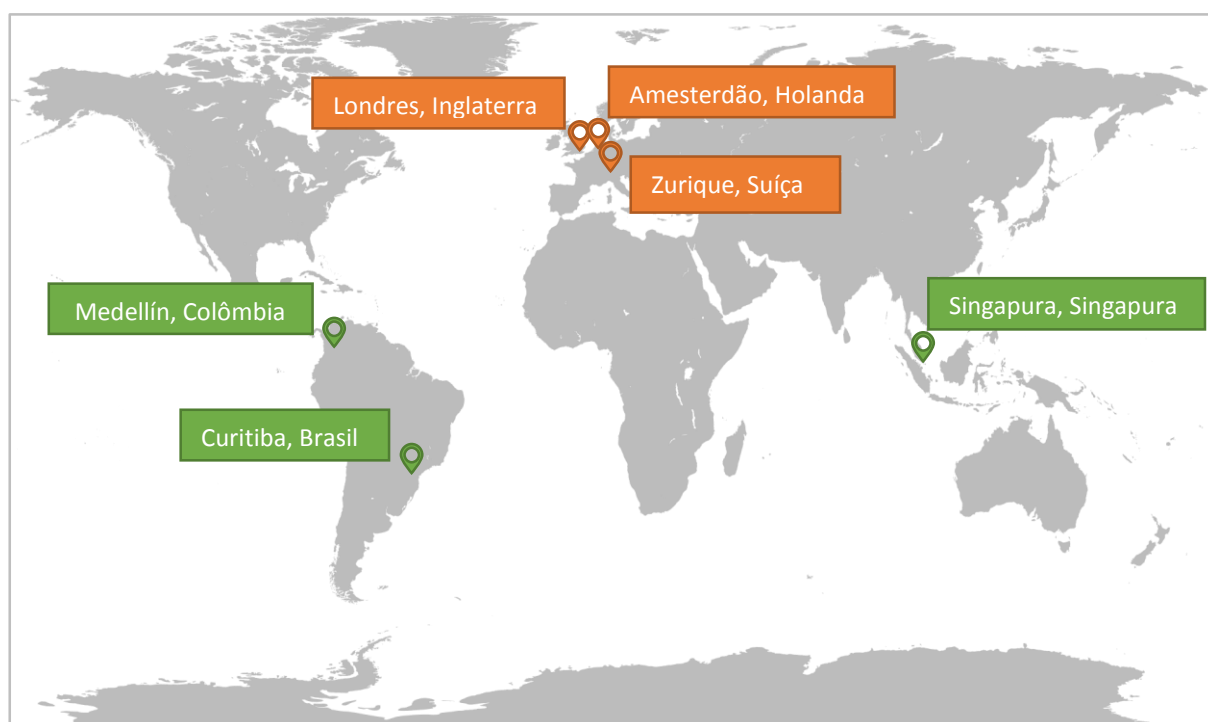 Londres, Inglaterra
Amesterdão, Holanda
Zurique, Suíça
Medellín, Colômbia
Singapura, Singapura
Curitiba, Brasil